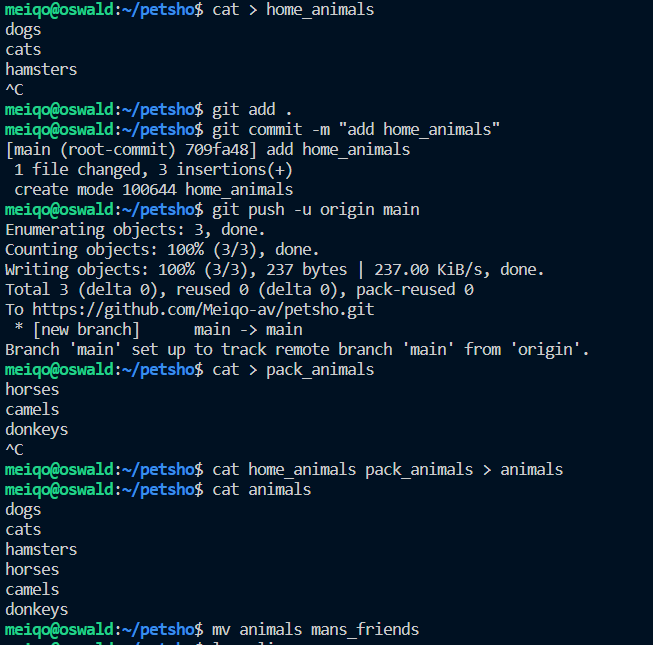 meiqo@oswald:~/petsho$ cat > home_animals
dogs
cats
hamsters
^C
meiqo@oswald:~/petsho$ git add .
meiqo@oswald:~/petsho$ git commit -m "add home_animals"
[main (root-commit) 709fa48] add home_animals
 1 file changed, 3 insertions(+)
 create mode 100644 home_animals
meiqo@oswald:~/petsho$ git push -u origin main
Enumerating objects: 3, done.
Counting objects: 100% (3/3), done.
Writing objects: 100% (3/3), 237 bytes | 237.00 KiB/s, done.
Total 3 (delta 0), reused 0 (delta 0), pack-reused 0
To https://github.com/Meiqo-av/petsho.git
 * [new branch]      main -> main
Branch 'main' set up to track remote branch 'main' from 'origin'.
meiqo@oswald:~/petsho$ cat > pack_animals
horses
camels
donkeys
^C
meiqo@oswald:~/petsho$ cat home_animals pack_animals > animals
meiqo@oswald:~/petsho$ cat animals
dogs
cats
hamsters
horses
camels
donkeys
meiqo@oswald:~/petsho$ mv animals mans_friends